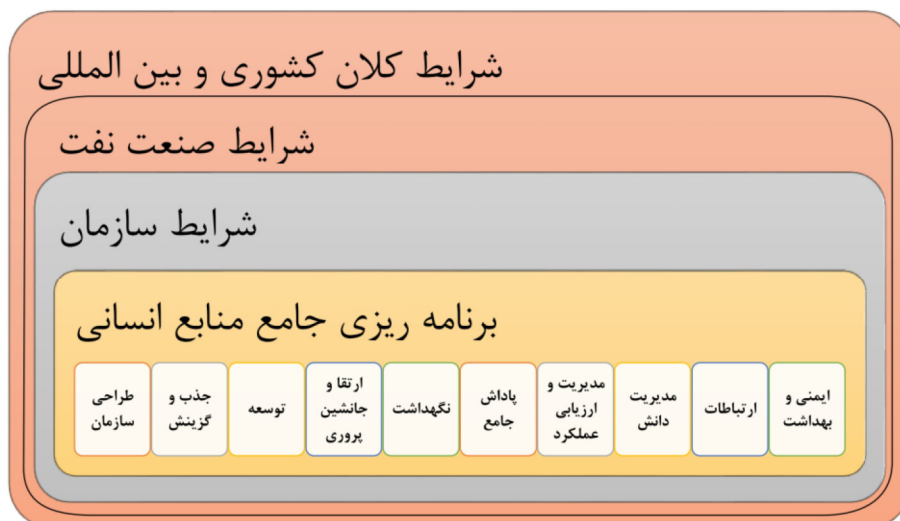 شرایط کلان کشوری و بین المللی
شرایط صنعت نفت
شرایط سازمان
برنامه ریزی جامع منابع انسانی
ایمنی و
بهداشت
ارتباطات
مدیریت
دانش
مدیریت و
ارزیابی
عملکرد
پاداش
جامع
نگهداشت
ارتقا و
جانشین
پروری
توسعه
جذب و
گزینش
طراحی
سازمان